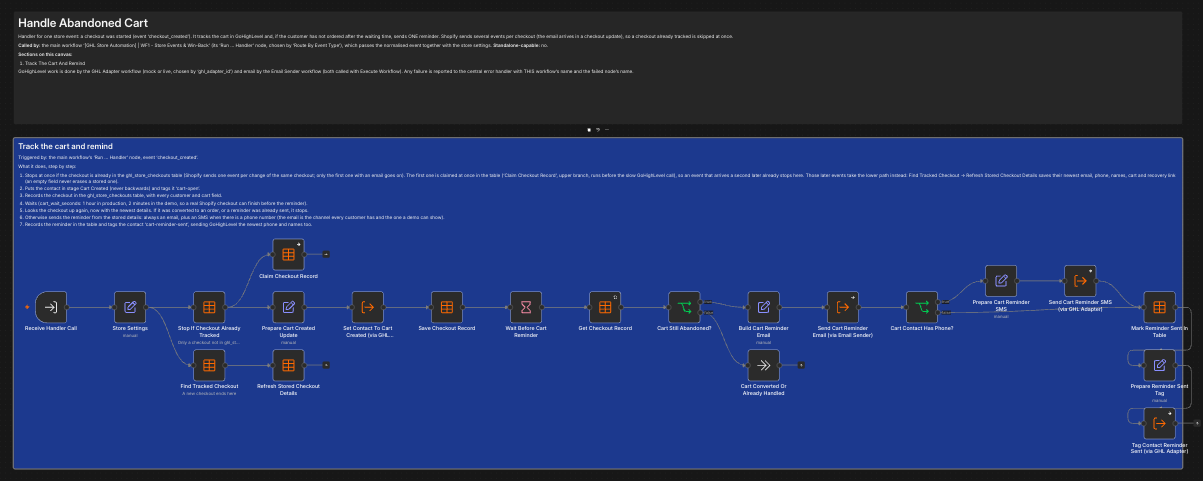 Handle Abandoned Cart
Handler for one store event: a checkout was started (event 'checkout_created'). It tracks the cart in GoHighLevel and, if the customer has not ordered after the waiting time, sends ONE reminder. Shopify sends several events per checkout (the email arrives in a checkout update), so a checkout already tracked is skipped at once.
Called by: the main workflow "[GHL Store Automation] | WF1 - Store Events & Win-Back" (its 'Run ... Handler' node, chosen by 'Route By Event Type'), which passes the normalised event together with the store settings. Standalone-capable: no.
Sections on this canvas:
1. Track The Cart And Remind
GoHighLevel work is done by the GHL Adapter workflow (mock or live, chosen by 'ghl_adapter_id') and email by the Email Sender workflow (both called with Execute Workflow). Any failure is reported to the central error handler with THIS workflow's name and the failed node's name.
Track the cart and remind
Triggered by: the main workflow's 'Run ... Handler' node, event 'checkout_created'.
What it does, step by step:
1. Stops at once if the checkout is already in the ghl_store_checkouts table (Shopify sends one event per change of the same checkout; only the first one with an email goes on). The first one is claimed at once in the table ('Claim Checkout Record', upper branch, runs before the slow GoHighLevel call), so an event that arrives a second later already stops here. Those later events take the lower path instead: Find Tracked Checkout -> Refresh Stored Checkout Details saves their newest email, phone, names, cart and recovery link
(an empty field never erases a stored one).
2. Puts the contact in stage Cart Created (never backwards) and tags it 'cart-open'.
3. Records the checkout in the ghl_store_checkouts table, with every customer and cart field.
4. Waits (cart_wait_seconds: 1 hour in production, 2 minutes in the demo, so a real Shopify checkout can finish before the reminder).
5. Looks the checkout up again, now with the newest details. If it was converted to an order, or a reminder was already sent, it stops.
6. Otherwise sends the reminder from the stored details: always an email, plus an SMS when there is a phone number (the email is the channel every customer has and the one a demo can show).
7. Records the reminder in the table and tags the contact 'cart-reminder-sent', sending GoHighLevel the newest phone and names too.
Claim Checkout Record
Receive Handler Call
Store Settings
manual
Stop If Checkout Already
Tracked
Only a checkout not in ghl_st...
Prepare Cart Created
Update
manual
Set Contact To Cart
Created (via GHL...
Save Checkout Record
Wait Before Cart
Reminder
Get Checkout Record
Cart Still Abandoned?
Build Cart Reminder
Email
manual
Send Cart Reminder
Email (via Email Sender)
Cart Contact Has Phone?
Prepare Cart Reminder
SMS
manual
Send Cart Reminder SMS
(via GHL Adapter)
Mark Reminder Sent In
Table
Find Tracked Checkout
A new checkout ends here
Refresh Stored Checkout
Details
Cart Converted Or
Already Handled
Prepare Reminder Sent
Tag
manual
Tag Contact Reminder
Sent (via GHL Adapter)